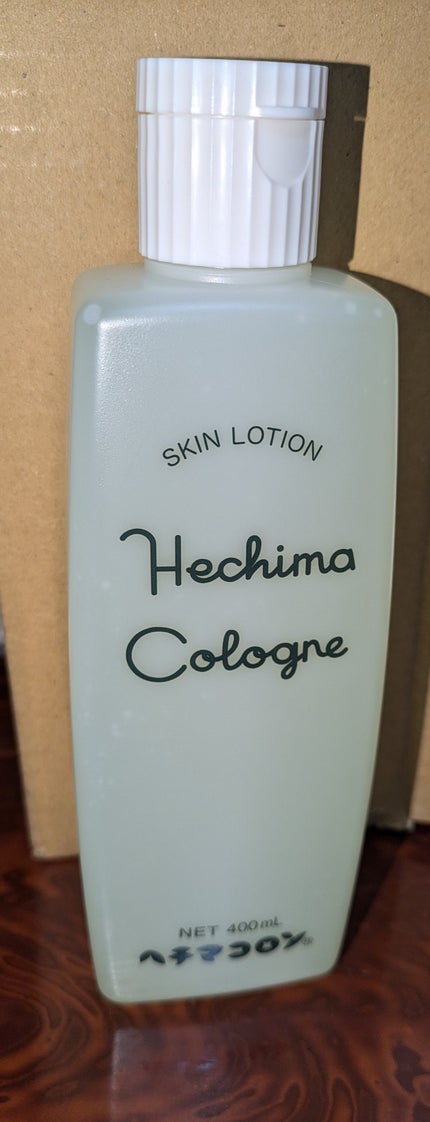 SKIN LOTION
Hechima
Cologne
NET 400mL
ヘチマコロン